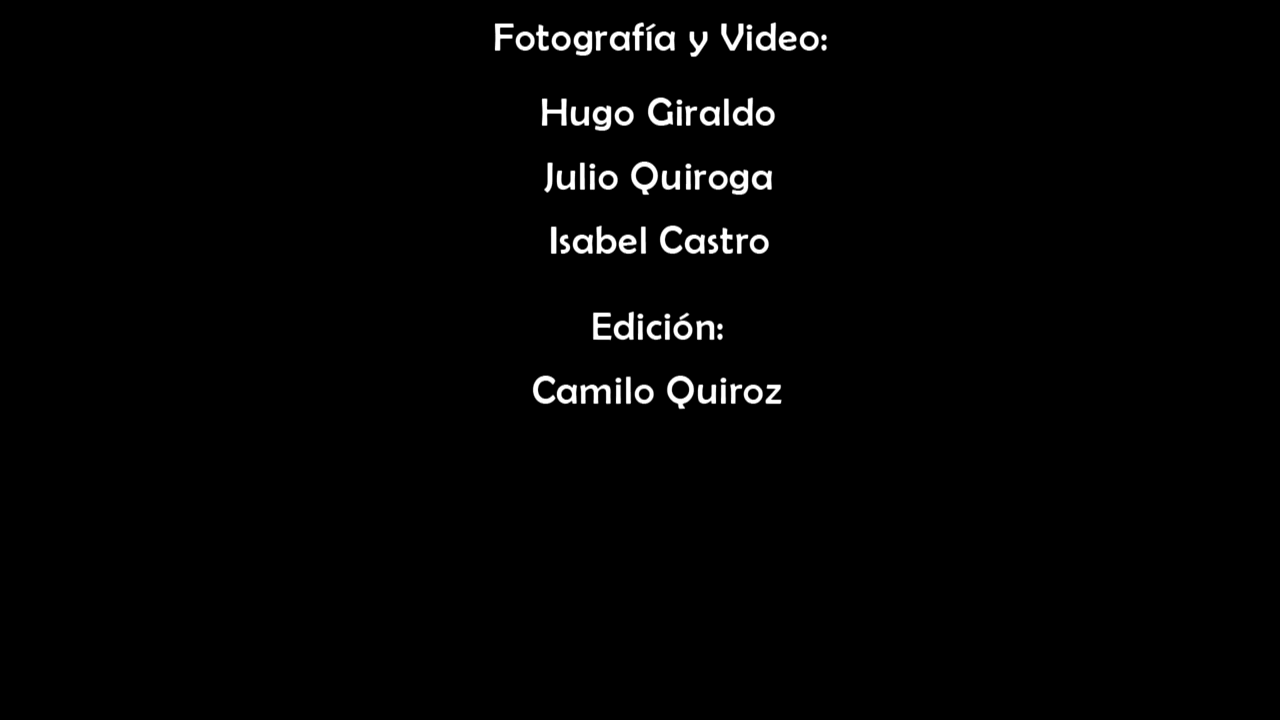 Fotografía y Video:
Hugo Giraldo
Julio Quiroga
Isabel Castro
Edición:
Camilo Quiroz